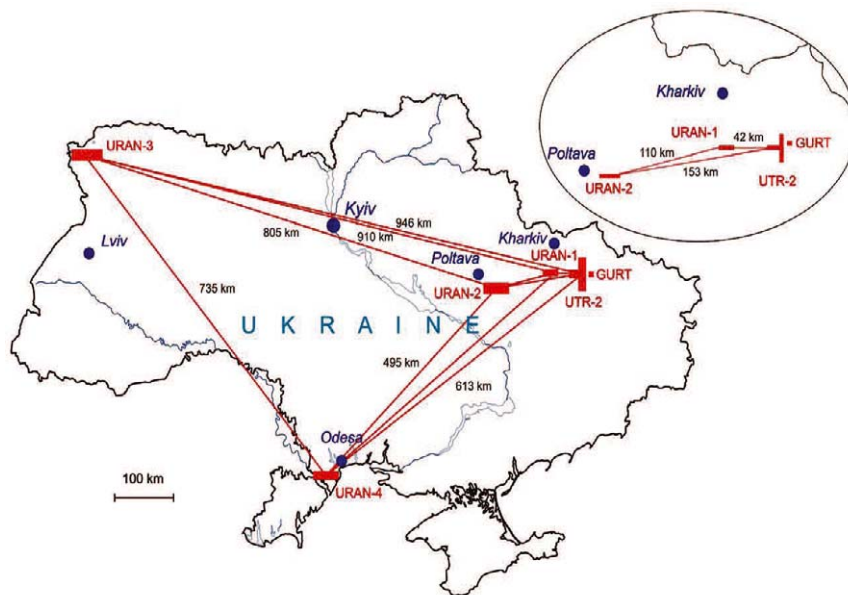 Kharkiv
URAN-1
42 km
GURT
Poltava
110 km
153 km
UTR-2
URAN-2
URAN-3
Kyiv
946 km
805 km
910 km
Lviv
Kharkiv
URAN-1
Poltava
GURT
URAN-2
UTR-2
735 km
UKRAINE
495 km
613 km
Odesa
100 km
URAN-4